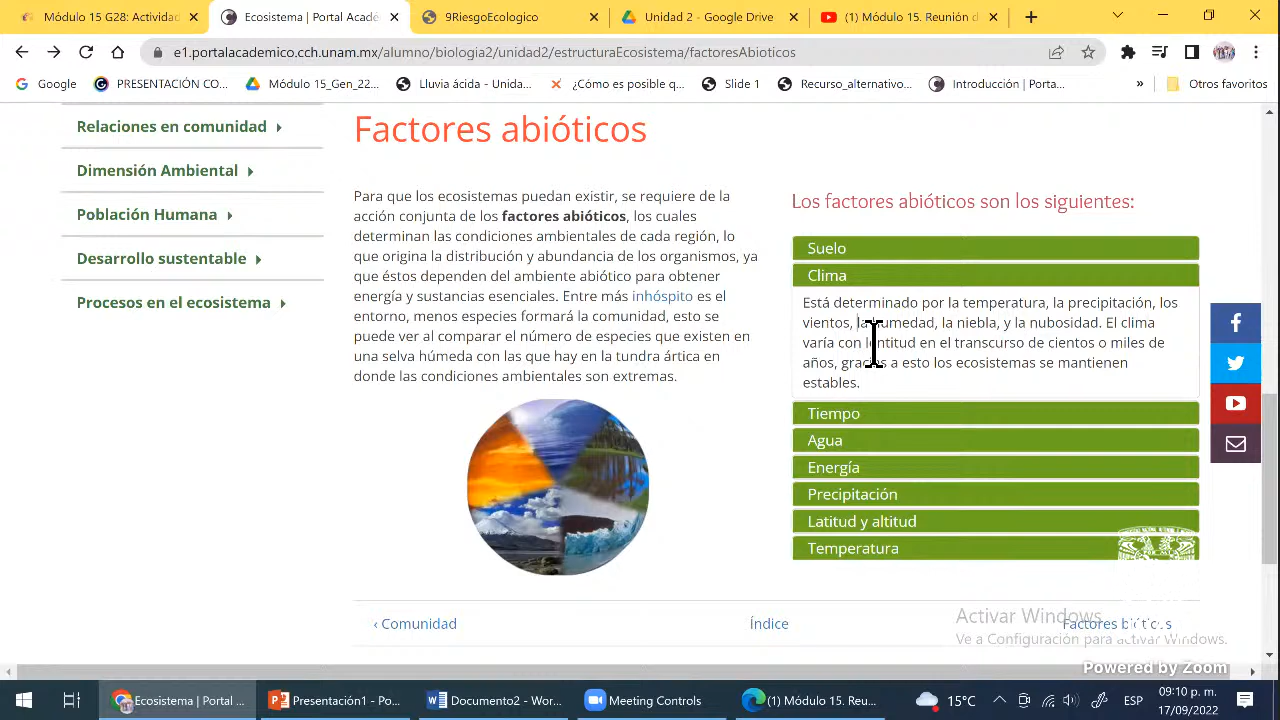 Módulo 15 G28: Actividad
Ecosistema | Portal Acadé
9RiesgoEcologico
Unidad 2 - Google Drive
(1) Módulo 15. Reunión d
e1.portalacademico.cch.unam.mx/alumno/biologia2/unidad2/estructuraEcosistema/factoresAbioticos
Google
PRESENTACIÓN CO...
Módulo 15_Gen_22...
Lluvia ácida - Unida...
¿Cómo es posible q...
Slide 1
Recurso_alternativo...
Introducción | Porta...
»
Otros favoritos
Relaciones en comunidad
Dimensión Ambiental
Población Humana
Desarrollo sustentable
Procesos en el ecosistema
Factores abióticos
Para que los ecosistemas puedan existir, se requiere de la
acción conjunta de los factores abióticos, los cuales
determinan las condiciones ambientales de cada región, lo
que origina la distribución y abundancia de los organismos, ya
que éstos dependen del ambiente abiótico para obtener
energía y sustancias esenciales. Entre más inhóspito es el
entorno, menos especies formará la comunidad, esto se
puede ver al comparar el número de especies que existen en
una selva húmeda con las que hay en la tundra ártica en
donde las condiciones ambientales son extremas.
Los factores abióticos son los siguientes:
Suelo
Clima
Está determinado por la temperatura, la precipitación, los
vientos, la humedad, la niebla, y la nubosidad. El clima
varía con lentitud en el transcurso de cientos o miles de
años, gracias a esto los ecosistemas se mantienen
estables.
Tiempo
Agua
Energía
Precipitación
Latitud y altitud
Temperatura
‹ Comunidad
Índice
Factores bióticos ›
Activar Windows
Ve a Configuración para activar Windows.
Powered by Zoom
Ecosistema | Portal ...
Presentación1 - Po...
Documento2 - Wor...
Meeting Controls
(1) Módulo 15. Reu...
15°C
ESP
09:10 p. m.
17/09/2022